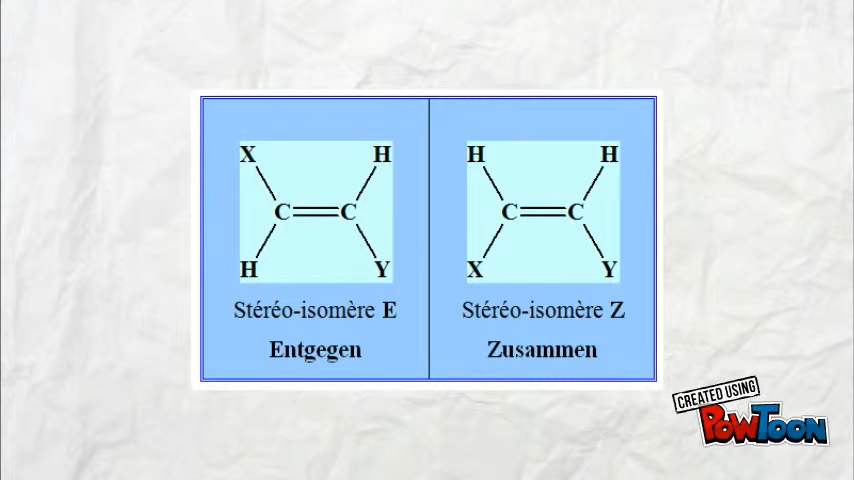 X H
C C
H Y
Stéréo-isomère E
Entgegen
H H
C C
X Y
Stéréo-isomère Z
Zusammen
CREATED USING
POWTOON